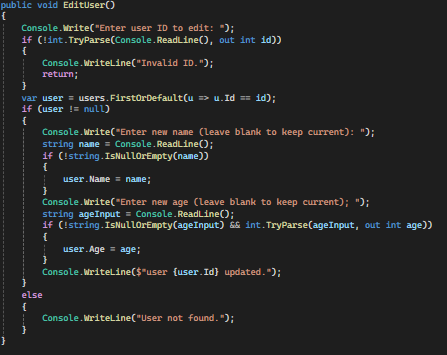 public void EditUser()
{
Console.Write("Enter user ID to edit: ");
if (!int.TryParse(Console.ReadLine(), out int id))
{
Console.WriteLine("Invalid ID.");
return;
}
var user = users.FirstOrDefault(u => u.Id == id);
if (user != null)
{
Console.Write("Enter new name (leave blank to keep current): ");
string name = Console.ReadLine();
if (!string.IsNullOrEmpty(name))
{
user.Name = name;
}
Console.Write("Enter new age (leave blank to keep current); ");
string ageInput = Console.ReadLine();
if (!string.IsNullOrEmpty(ageInput) && int.TryParse(ageInput, out int age))
{
user.Age = age;
}
Console.WriteLine($"user {user.Id} updated.");
}
else
{
Console.WriteLine("User not found.");
}
}